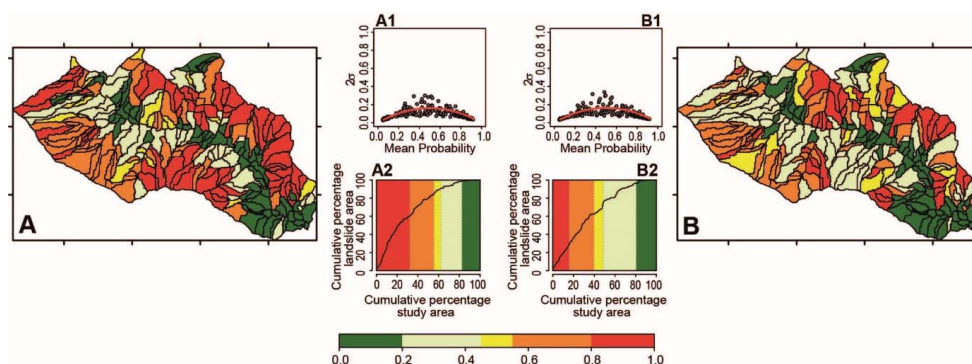 A
A1
2σ
0.0 0.2 0.4 0.6 0.8 1.0
0.0 0.2 0.4 0.6 0.8 1.0
Mean Probability
A2
Cumulative percentage
landslide area
0 20 40 60 80 100
0 20 40 60 80 100
Cumulative percentage
study area
B1
2σ
0.0 0.2 0.4 0.6 0.8 1.0
0.0 0.2 0.4 0.6 0.8 1.0
Mean Probability
B2
Cumulative percentage
landslide area
0 20 40 60 80 100
0 20 40 60 80 100
Cumulative percentage
study area
B
0.0 0.2 0.4 0.6 0.8 1.0